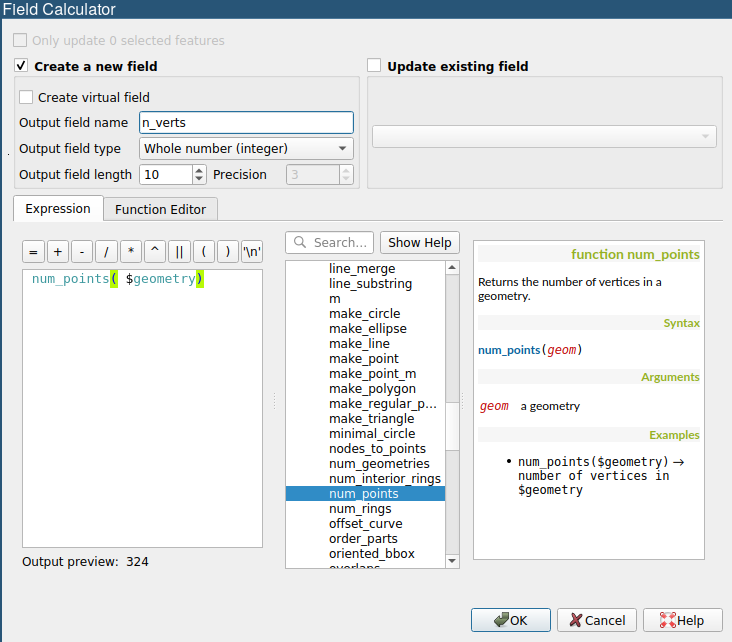 Field Calculator
Only update 0 selected features
Create a new field
Update existing field
Create virtual field
Output field name n_verts
Output field type Whole number (integer)
Output field length 10 Precision 3
Expression Function Editor
= + - / * ^ || ( ) '\n'
Search... Show Help
num_points( $geometry)
line_merge
line_substring
m
make_circle
make_ellipse
make_line
make_point
make_point_m
make_polygon
make_regular_p...
make_triangle
minimal_circle
nodes_to_points
num_geometries
num_interior_rings
num_points
num_rings
offset_curve
order_parts
oriented_bbox
overlaps
function num_points
Returns the number of vertices in a
geometry.
Syntax
num_points(geom)
Arguments
geom a geometry
Examples
• num_points($geometry) →
number of vertices in
$geometry
Output preview: 324
OK Cancel Help